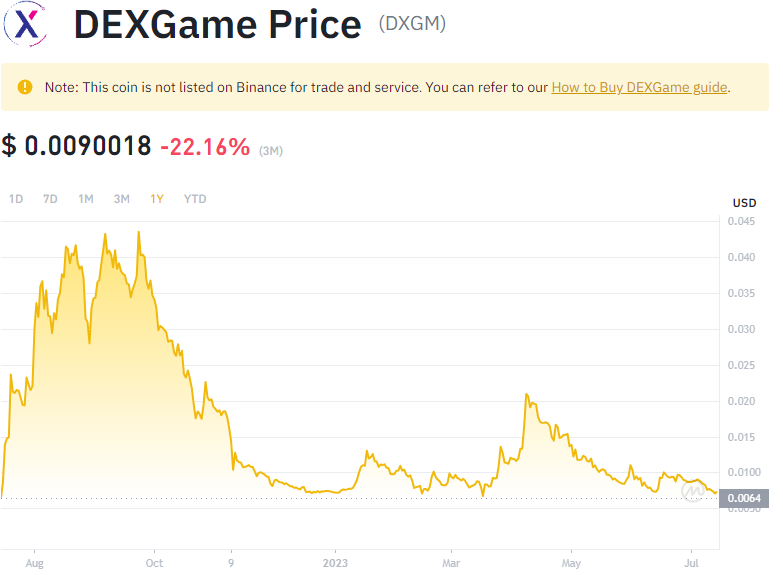 DEXGame Price (DXGM)
Note: This coin is not listed on Binance for trade and service. You can refer to our How to Buy DEXGame guide.
$ 0.0090018 -22.16% (3M)
1D 7D 1M 3M 1Y YTD
USD
0.045
0.040
0.035
0.030
0.025
0.020
0.015
0.0100
0.0064
0.0050
Aug Oct 9 2023 Mar May Jul